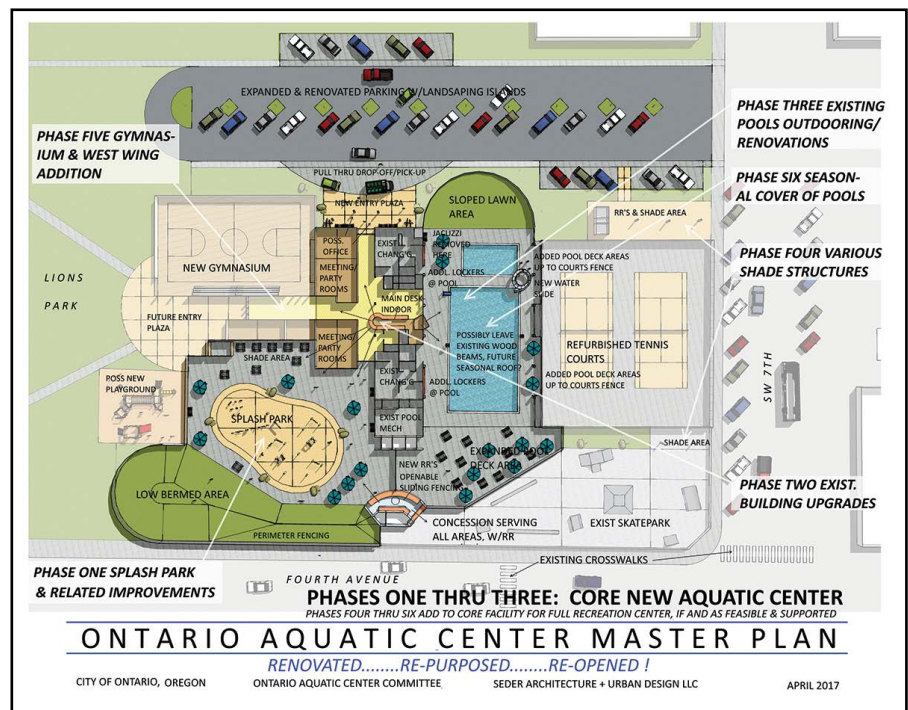 EXPANDED & RENOVATED PARKING W/LANDSAPING ISLANDS
PHASE THREE EXISTING
POOLS OUTDOORING/
RENOVATIONS
PHASE FIVE GYMNAS-
IUM & WEST WING
ADDITION
PULL THRU DROP-OFF/PICK-UP
PHASE SIX SEASON-
AL COVER OF POOLS
NEW ENTRY PLAZA
SLOPED LAWN
AREA
RR'S & SHADE AREA
PHASE FOUR VARIOUS
SHADE STRUCTURES
POSS.
OFFICE
EXIST
CHANG'G
JACUZZI
REMOVED
HERE
MEETING/
PARTY
ROOMS
NEW GYMNASIUM
ADDL. LOCKERS
@ POOL
ADDED POOL DECK AREAS
UP TO COURTS FENCE
NEW WATER
SLIDE
LIONS
PARK
MAIN DESK
INDOOR
FUTURE ENTRY
PLAZA
MEETING/
PARTY
ROOMS
POSSIBLY LEAVE
EXISTING WOOD
BEAMS, FUTURE
SEASONAL ROOF?
REFURBISHED TENNIS
COURTS
SHADE AREA
EXIST
CHANG'G
ADDL. LOCKERS
@ POOL
ADDED POOL DECK AREAS
UP TO COURTS FENCE
SW 7TH
POSS NEW
PLAYGROUND
SPLASH PARK
EXIST POOL
MECH
SHADE AREA
EXPANDED POOL
DECK AREA
NEW RR'S
OPENABLE
SLIDING FENCING
PHASE TWO EXIST.
BUILDING UPGRADES
LOW BERMED AREA
CONCESSION SERVING
ALL AREAS, W/RR
EXIST SKATEPARK
PERIMETER FENCING
EXISTING CROSSWALKS
PHASE ONE SPLASH PARK
& RELATED IMPROVEMENTS
FOURTH AVENUE
PHASES ONE THRU THREE: CORE NEW AQUATIC CENTER
PHASES FOUR THRU SIX ADD TO CORE FACILITY FOR FULL RECREATION CENTER, IF AND AS FEASIBLE & SUPPORTED
ONTARIO AQUATIC CENTER MASTER PLAN
RENOVATED........RE-PURPOSED........RE-OPENED !
CITY OF ONTARIO, OREGON
ONTARIO AQUATIC CENTER COMMITTEE
SEDER ARCHITECTURE + URBAN DESIGN LLC
APRIL 2017